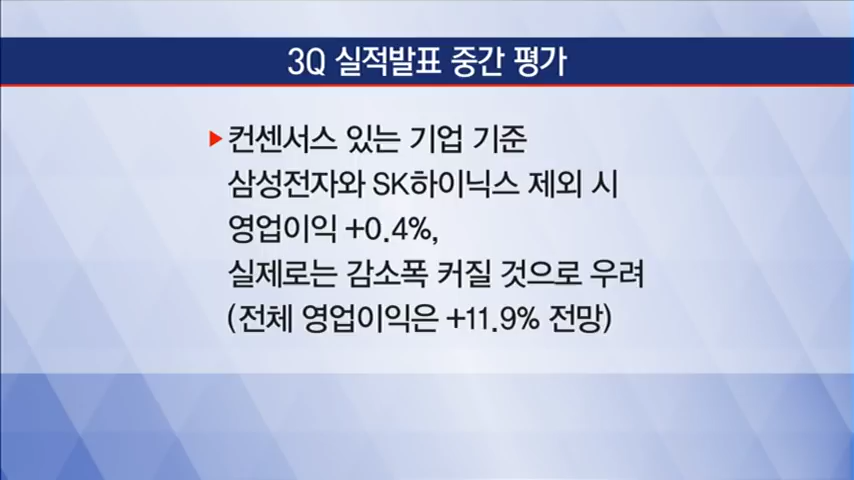 3Q 실적발표 중간 평가
▶컨센서스 있는 기업 기준
삼성전자와 SK하이닉스 제외 시
영업이익 +0.4%,
실제로는 감소폭 커질 것으로 우려
(전체 영업이익은 +11.9% 전망)